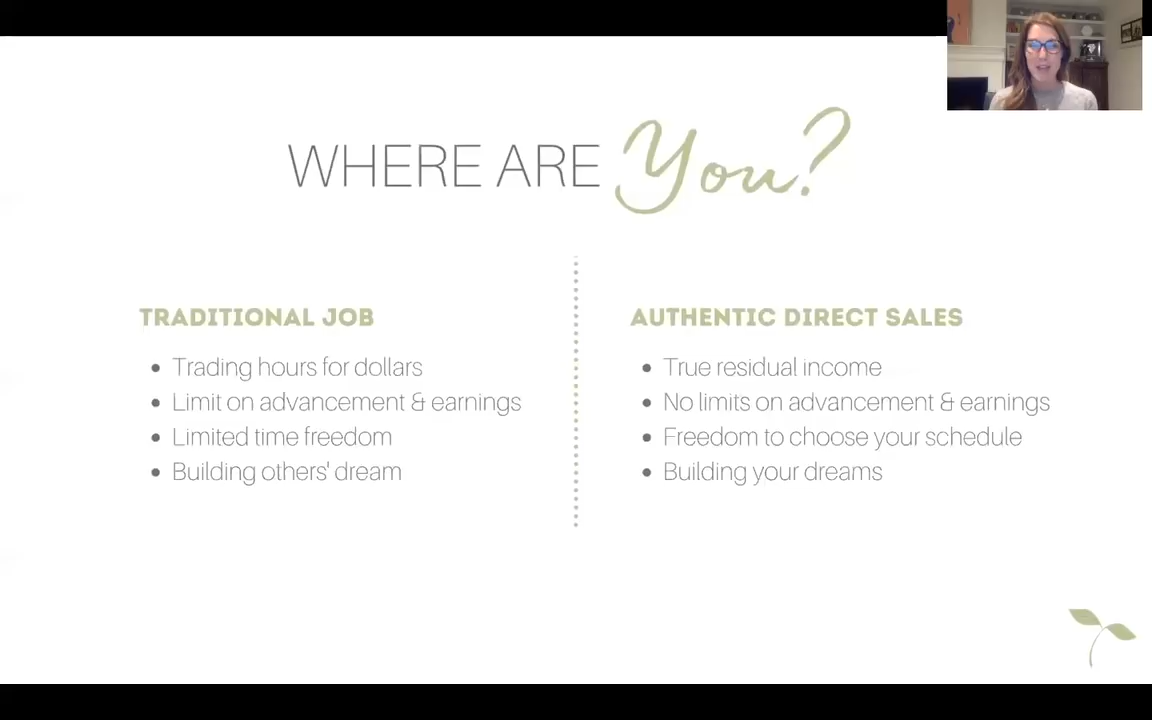 WHERE ARE You?
TRADITIONAL JOB
Trading hours for dollars
Limit on advancement & earnings
Limited time freedom
Building others' dream
AUTHENTIC DIRECT SALES
True residual income
No limits on advancement & earnings
Freedom to choose your schedule
Building your dreams